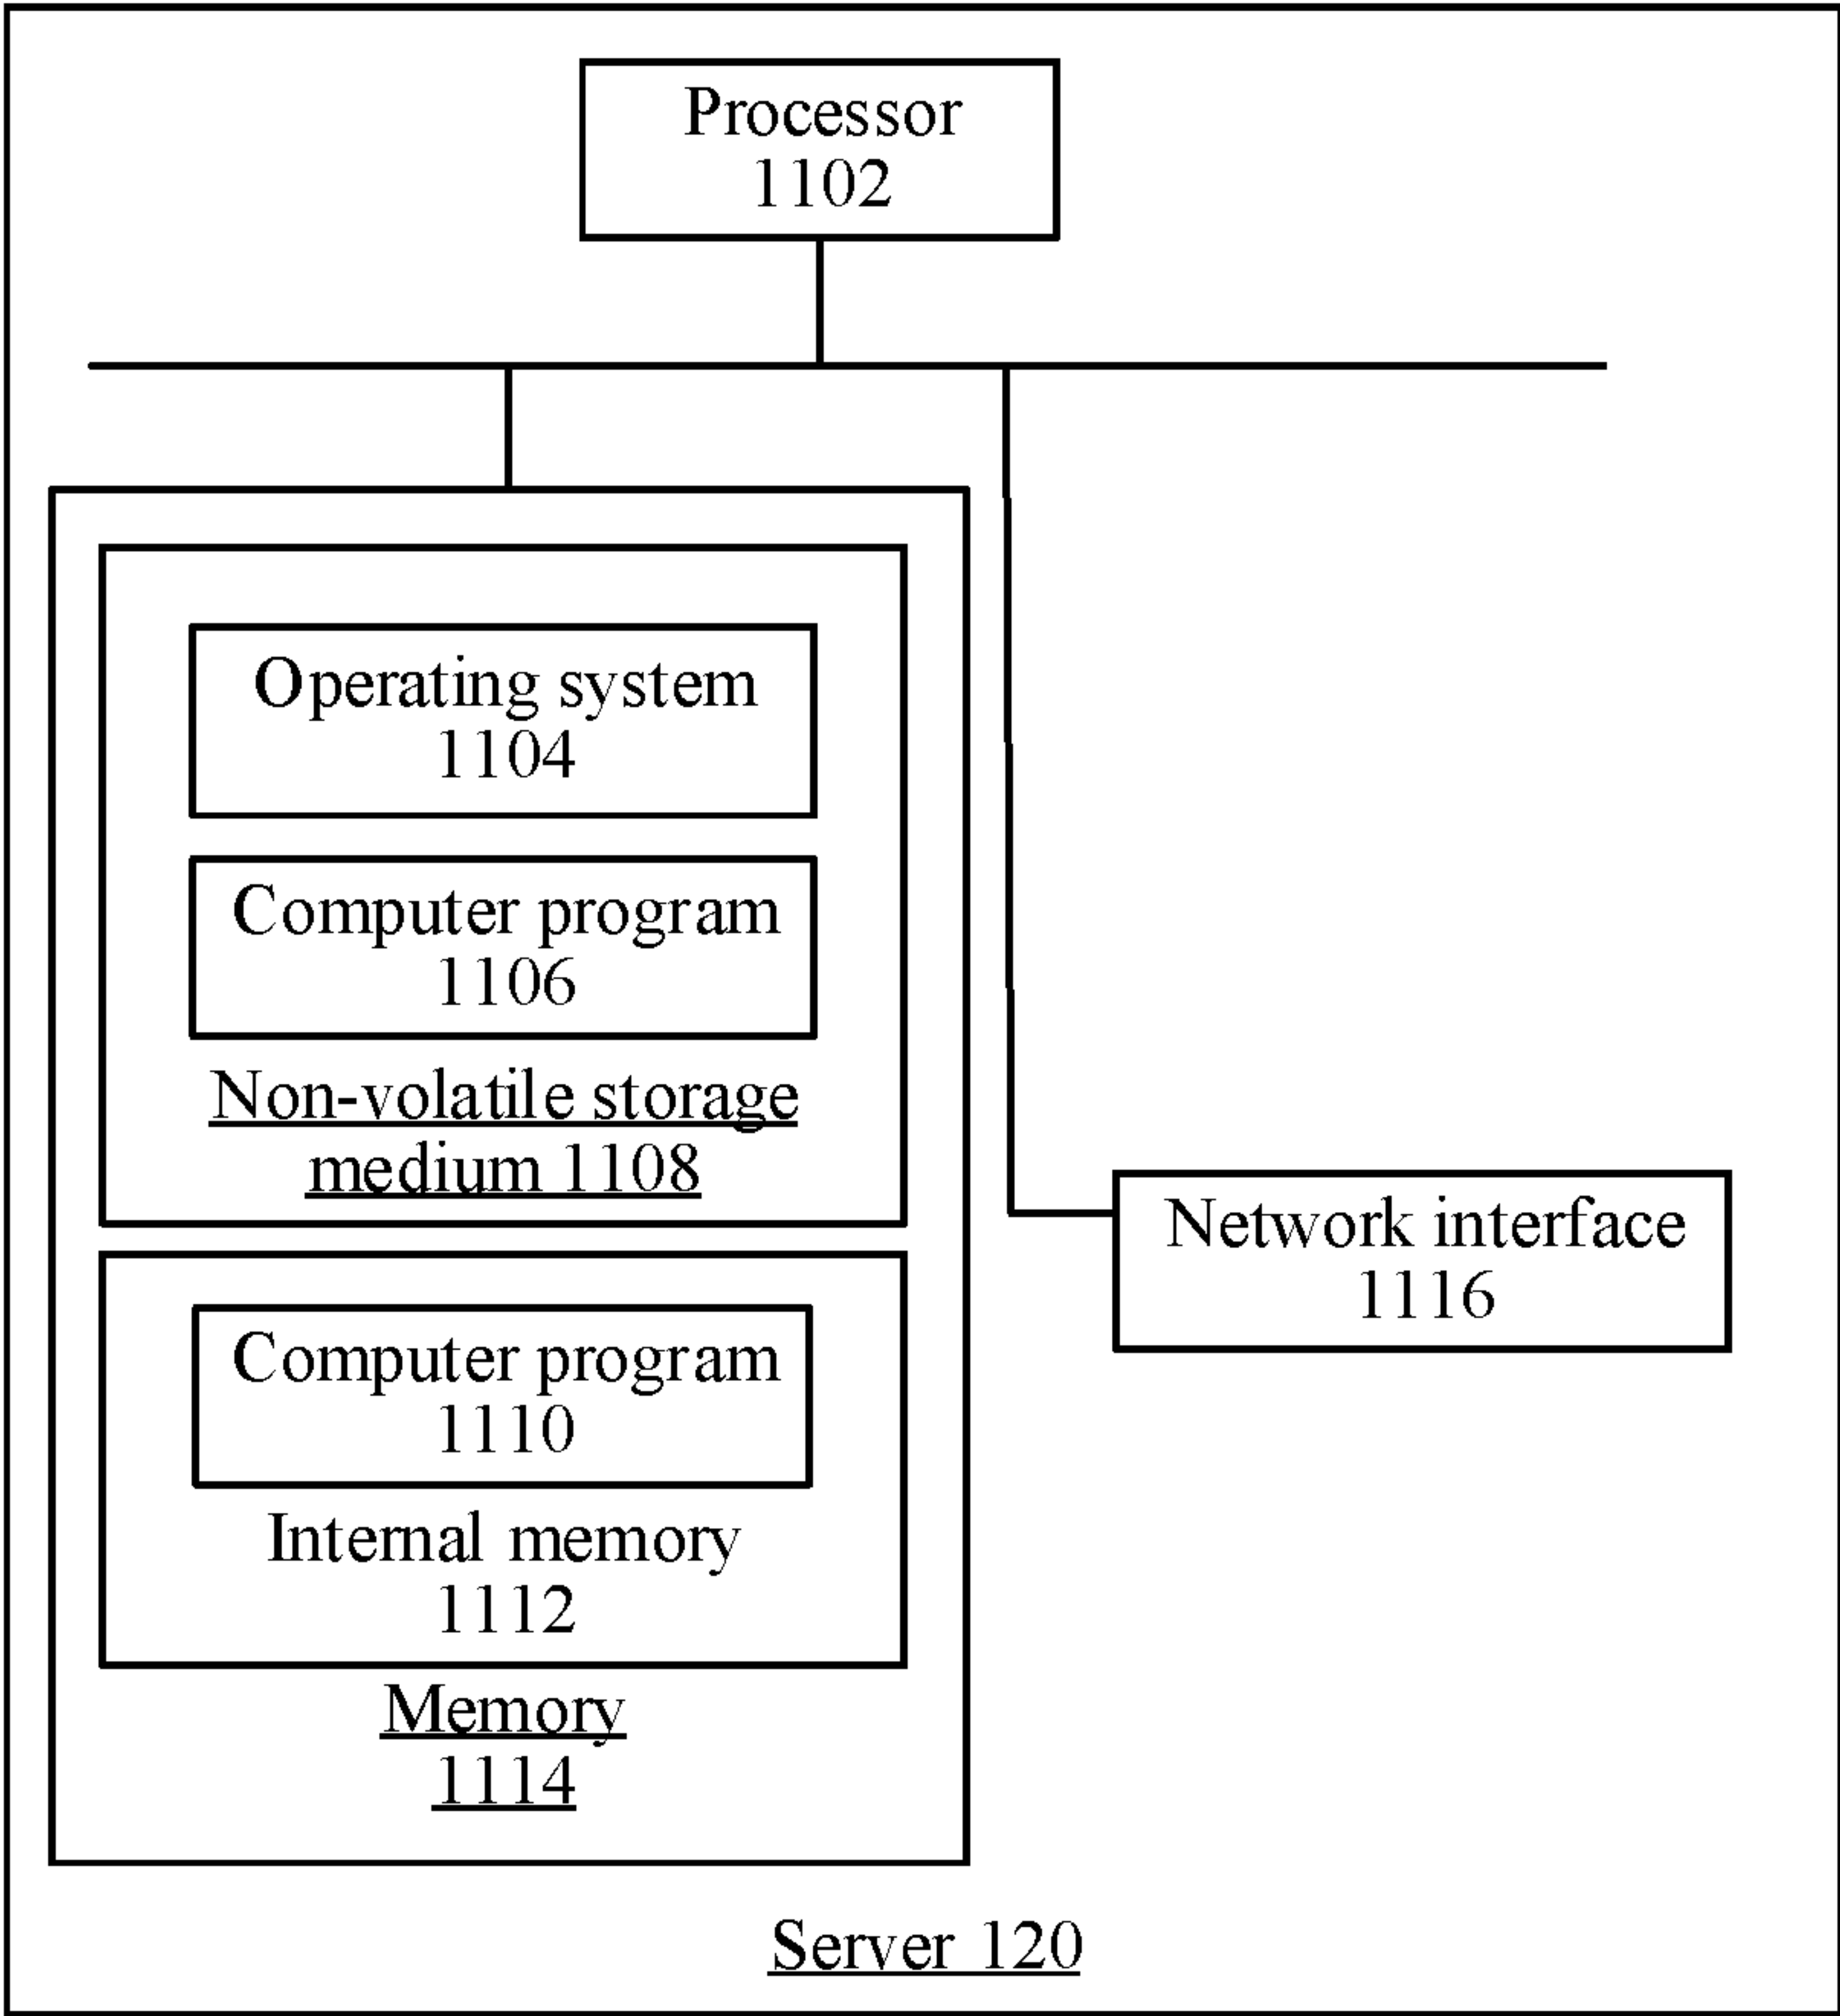 Processor
1102
Operating system
1104
Computer program
1106
Non-volatile storage
medium 1108
Computer program
1110
Internal memory
1112
Memory
1114
Network interface
1116
Server 120